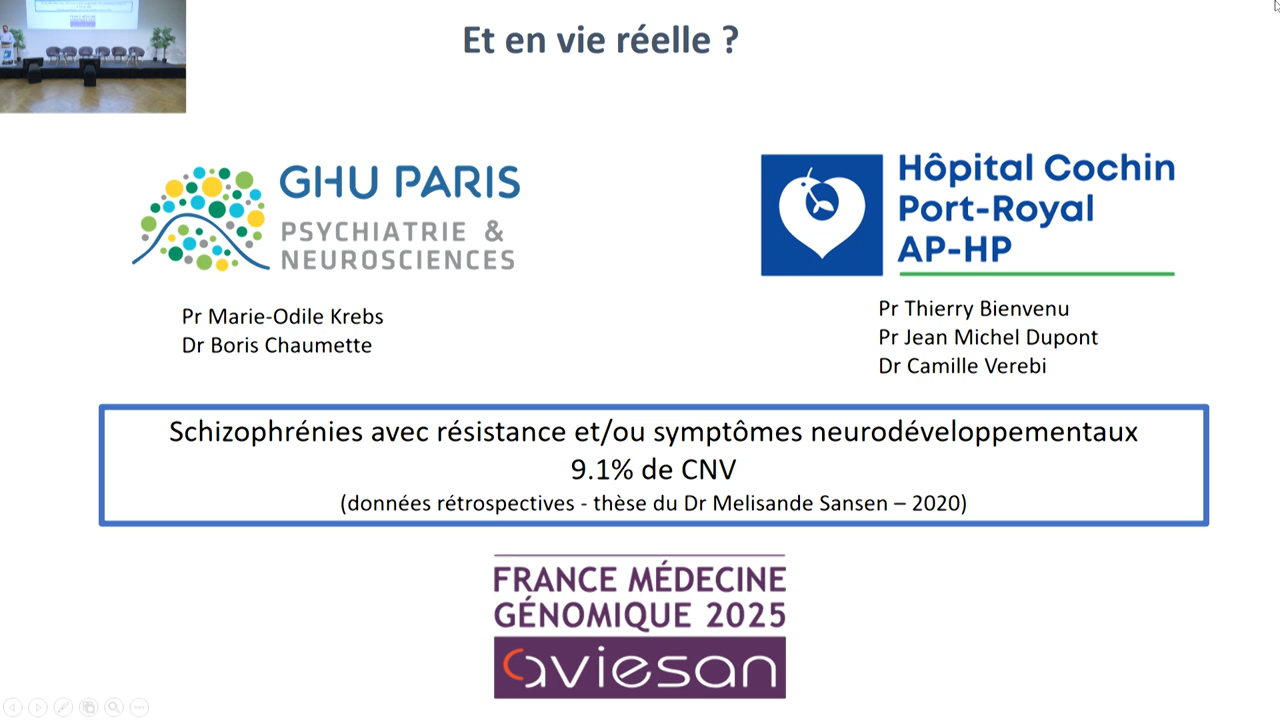 Et en vie réelle ?
GHU PARIS
PSYCHIATRIE &
NEUROSCIENCES
Hôpital Cochin
Port-Royal
AP-HP
Pr Marie-Odile Krebs
Dr Boris Chaumette
Pr Thierry Bienvenu
Pr Jean Michel Dupont
Dr Camille Verebi
Schizophrénies avec résistance et/ou symptômes neurodéveloppementaux
9.1% de CNV
(données rétrospectives - thèse du Dr Melisande Sansen – 2020)
FRANCE MÉDECINE
GÉNOMIQUE 2025
aviesan